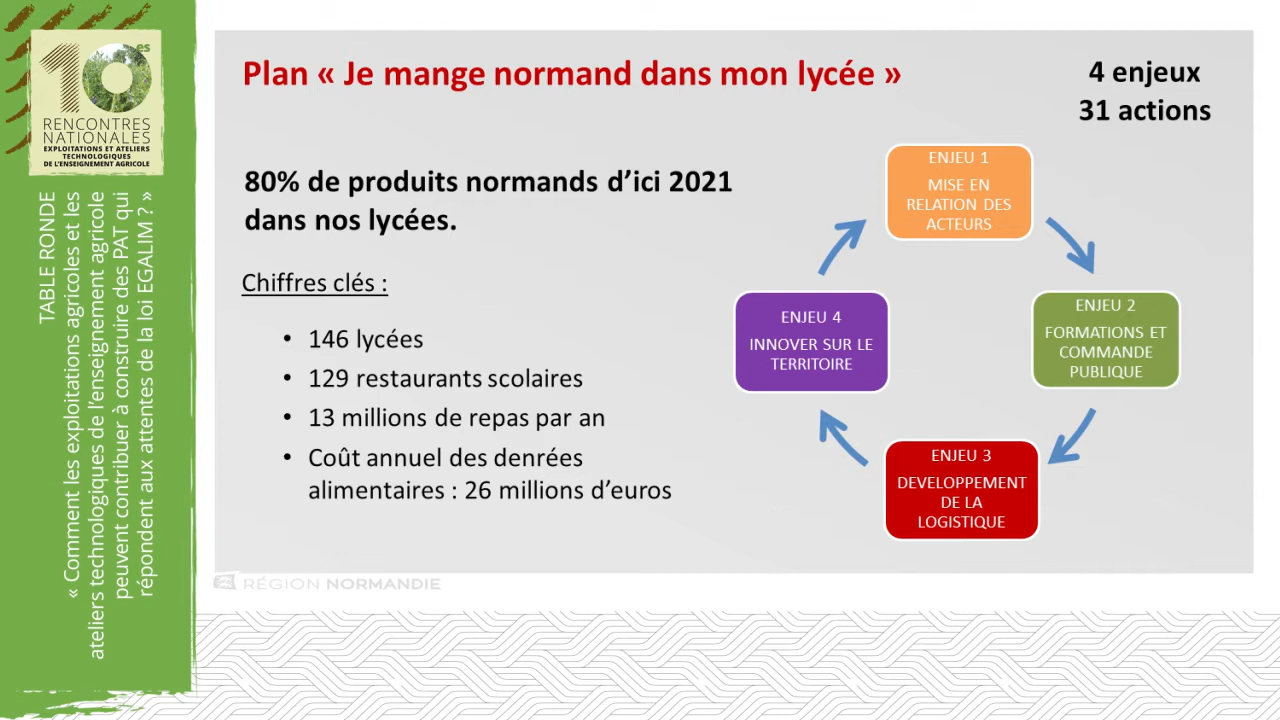 10es
RENCONTRES
NATIONALES
EXPLOITATIONS ET ATELIERS
TECHNOLOGIQUES
DE L'ENSEIGNEMENT AGRICOLE
TABLE RONDE
« Comment les exploitations agricoles et les
ateliers technologiques de l'enseignement agricole
peuvent contribuer à construire des PAT qui
répondent aux attentes de la loi EGALIM ? »
Plan « Je mange normand dans mon lycée »
4 enjeux
31 actions
80% de produits normands d'ici 2021
dans nos lycées.
Chiffres clés :
• 146 lycées
• 129 restaurants scolaires
• 13 millions de repas par an
• Coût annuel des denrées
alimentaires : 26 millions d'euros
ENJEU 1
MISE EN
RELATION DES
ACTEURS
ENJEU 2
FORMATIONS ET
COMMANDE
PUBLIQUE
ENJEU 3
DEVELOPPEMENT
DE LA
LOGISTIQUE
ENJEU 4
INNOVER SUR LE
TERRITOIRE
RÉGION NORMANDIE